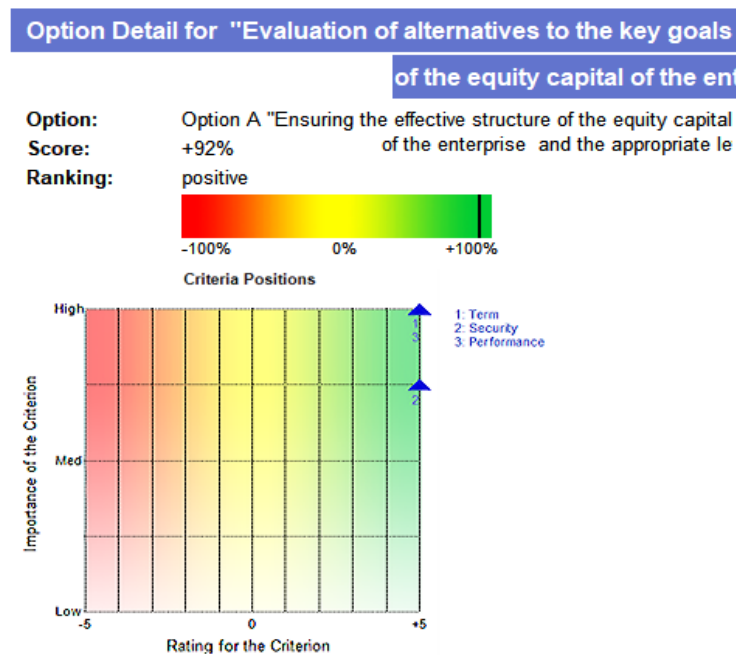 Option Detail for "Evaluation of alternatives to the key goals
of the equity capital of the ent
Option: Option A "Ensuring the effective structure of the equity capital
of the enterprise and the appropriate le
Score: +92%
Ranking: positive
-100% 0% +100%
Criteria Positions
High
1
3
1: Term
2: Security
3: Performance
2
Importance of the Criterion
Med
Low
-5 0 +5
Rating for the Criterion